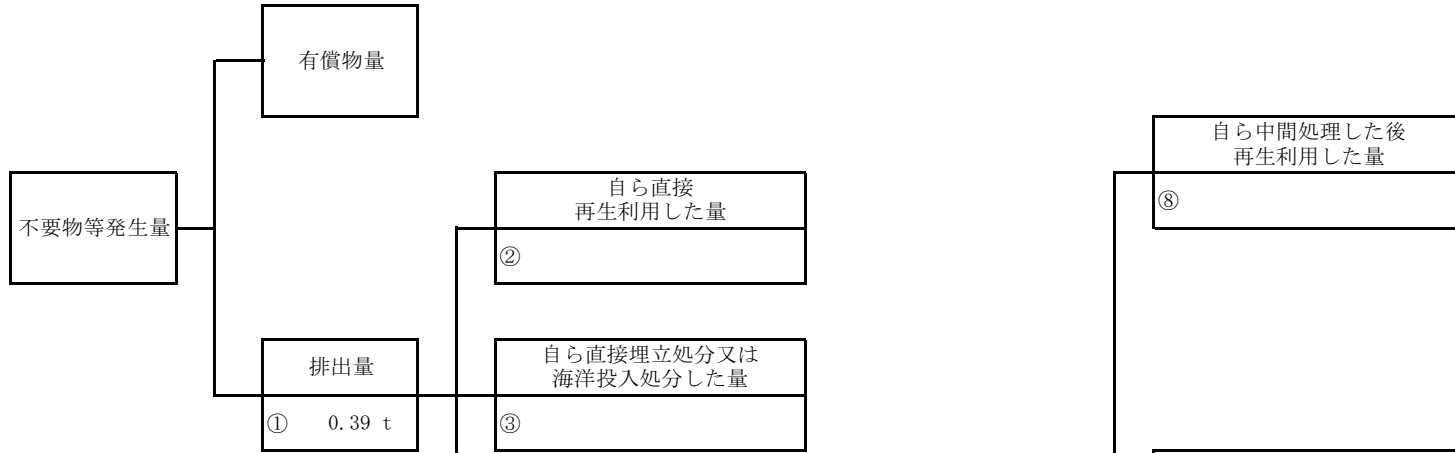 有償物量
自ら中間処理した後
再生利用した量
⑧
不要物等発生量
自ら直接
再生利用した量
②
排出量
① 0.39 t
自ら直接埋立処分又は
海洋投入処分した量
③